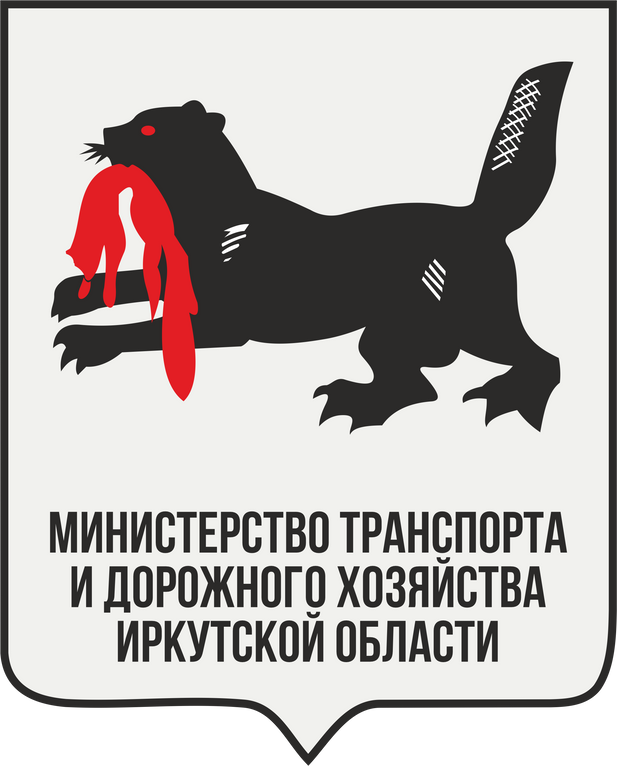 МИНИСТЕРСТВО ТРАНСПОРТА
И ДОРОЖНОГО ХОЗЯЙСТВА
ИРКУТСКОЙ ОБЛАСТИ